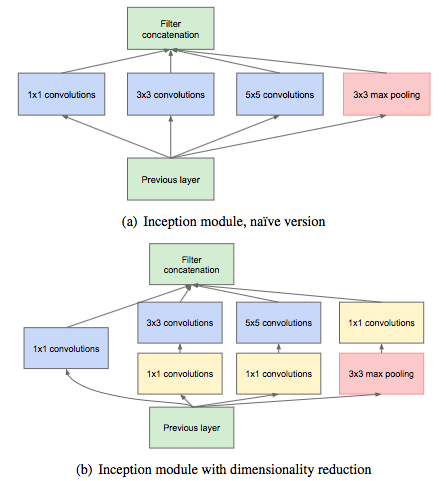 Filter
concatenation
1x1 convolutions
3x3 convolutions
5x5 convolutions
3x3 max pooling
Previous layer
(a) Inception module, naïve version
Filter
concatenation
3x3 convolutions
5x5 convolutions
1x1 convolutions
1x1 convolutions
1x1 convolutions
1x1 convolutions
3x3 max pooling
Previous layer
(b) Inception module with dimensionality reduction